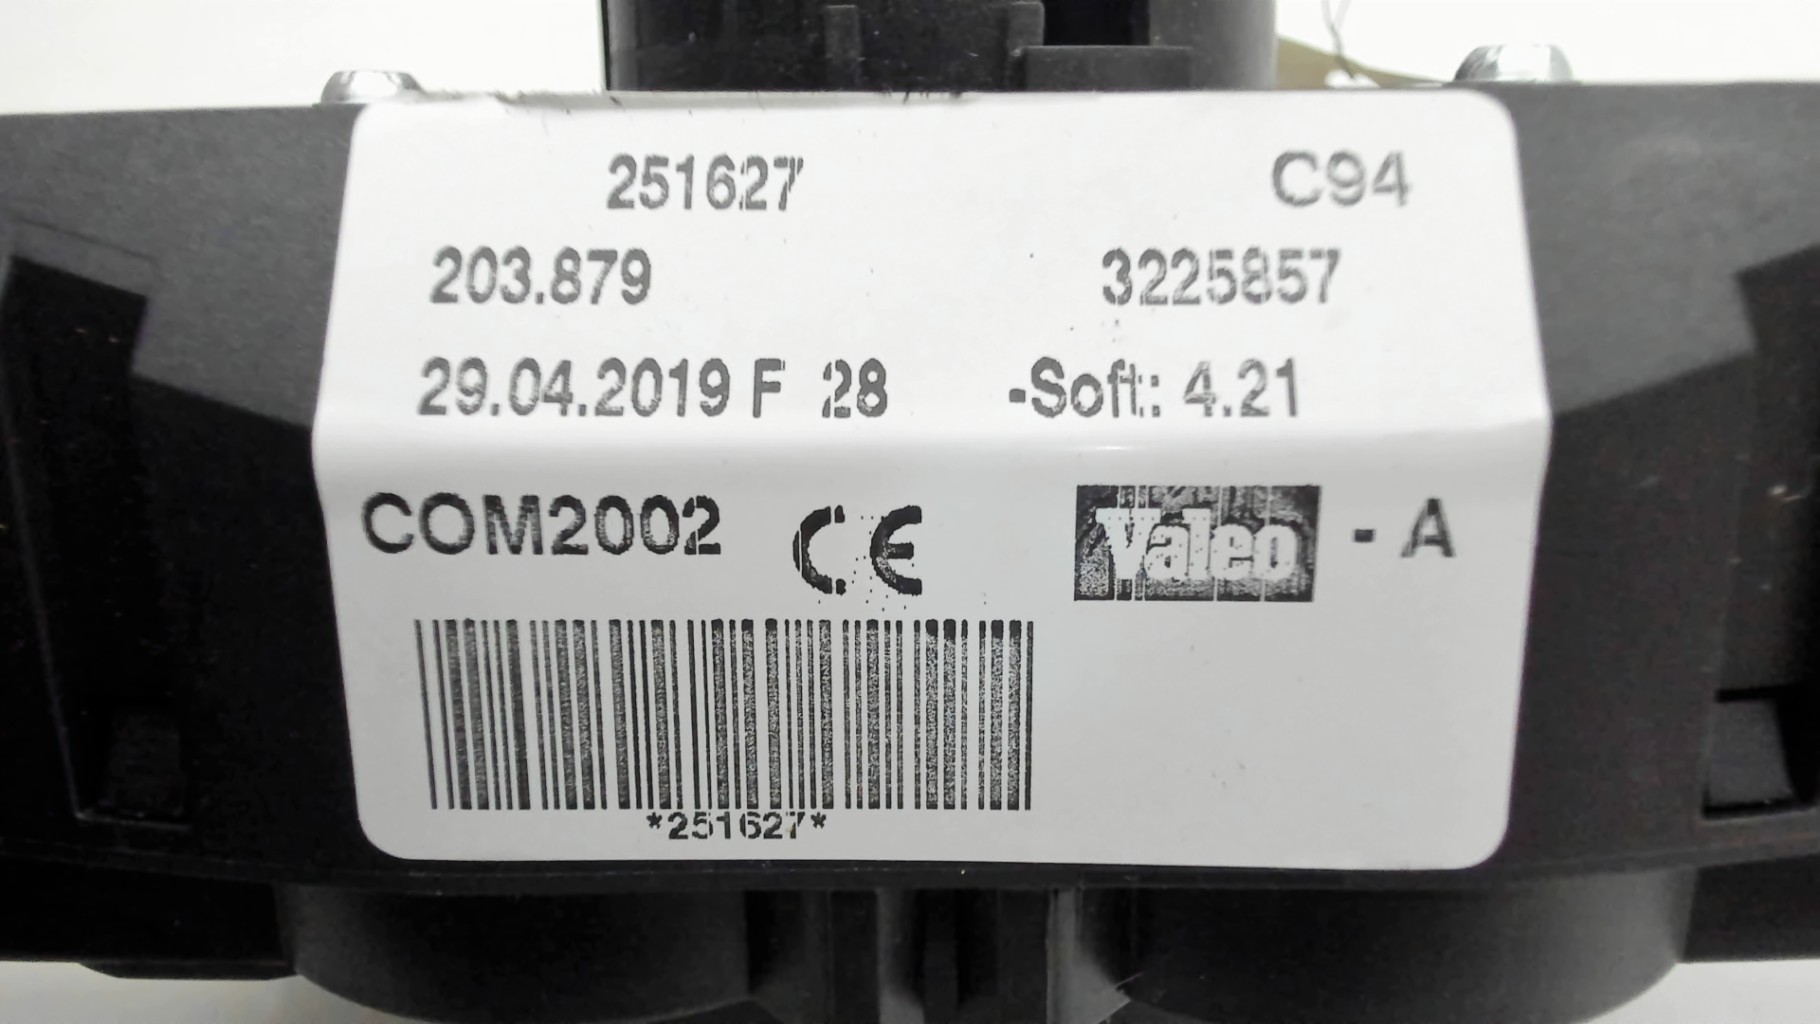 251627 C94
203.879 3225857
29.04.2019 F 28 -Soft: 4.21
COM2002 CE Valeo - A
*251627*